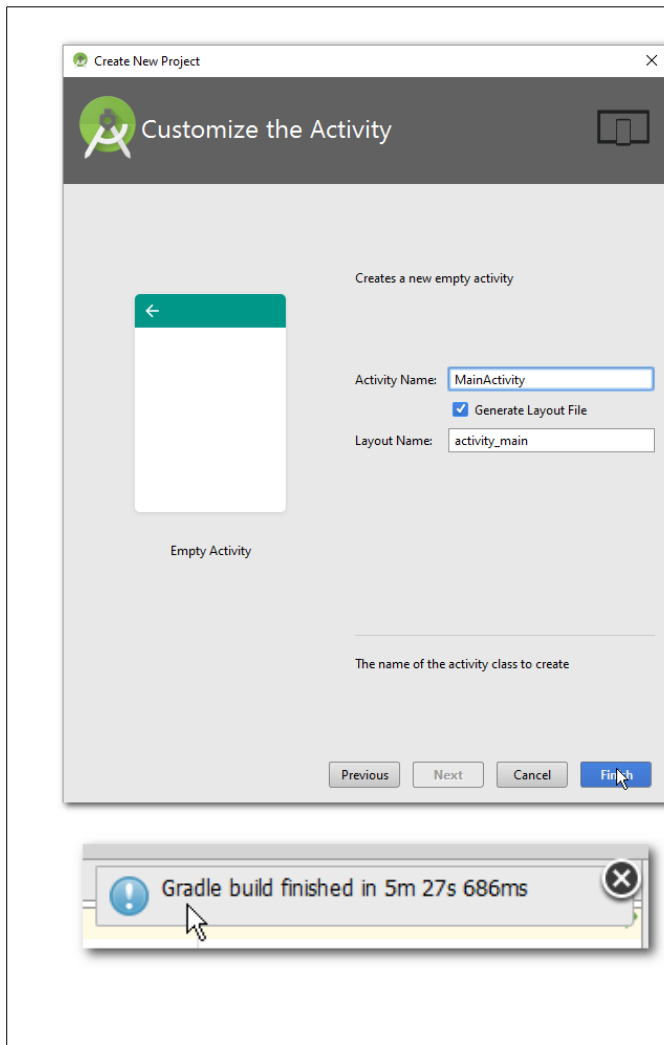 Create New Project
Customize the Activity
Creates a new empty activity
Activity Name: MainActivity
Generate Layout File
Layout Name: activity_main
Empty Activity
The name of the activity class to create
Previous Next Cancel Finish
Gradle build finished in 5m 27s 686ms